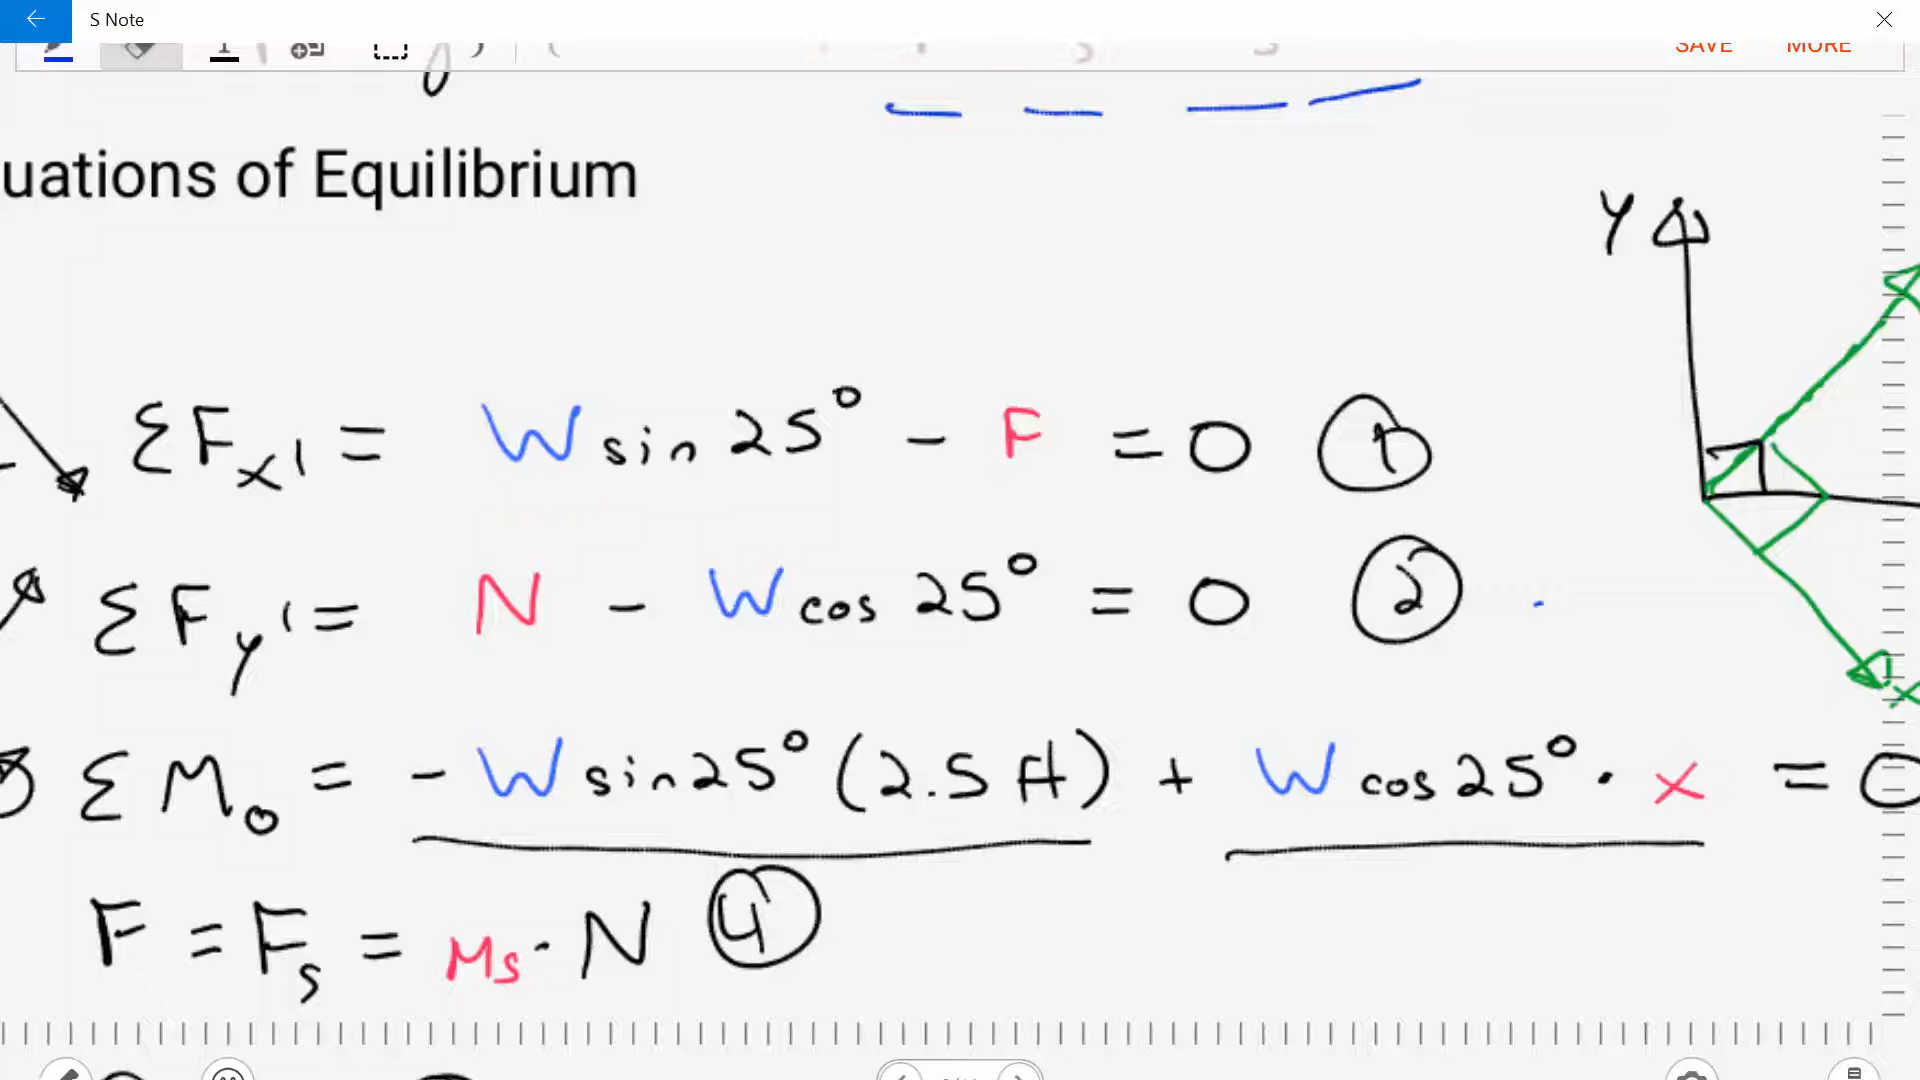 S Note
SAVE MORE
uations of Equilibrium
Y
ΣFx' = W sin 25° - F = 0 ①
ΣFy' = N - W cos 25° = 0 ②
x
ΣMo = - W sin 25° (2.5 ft) + W cos 25° · x = 0
F = Fs = Ms · N ④